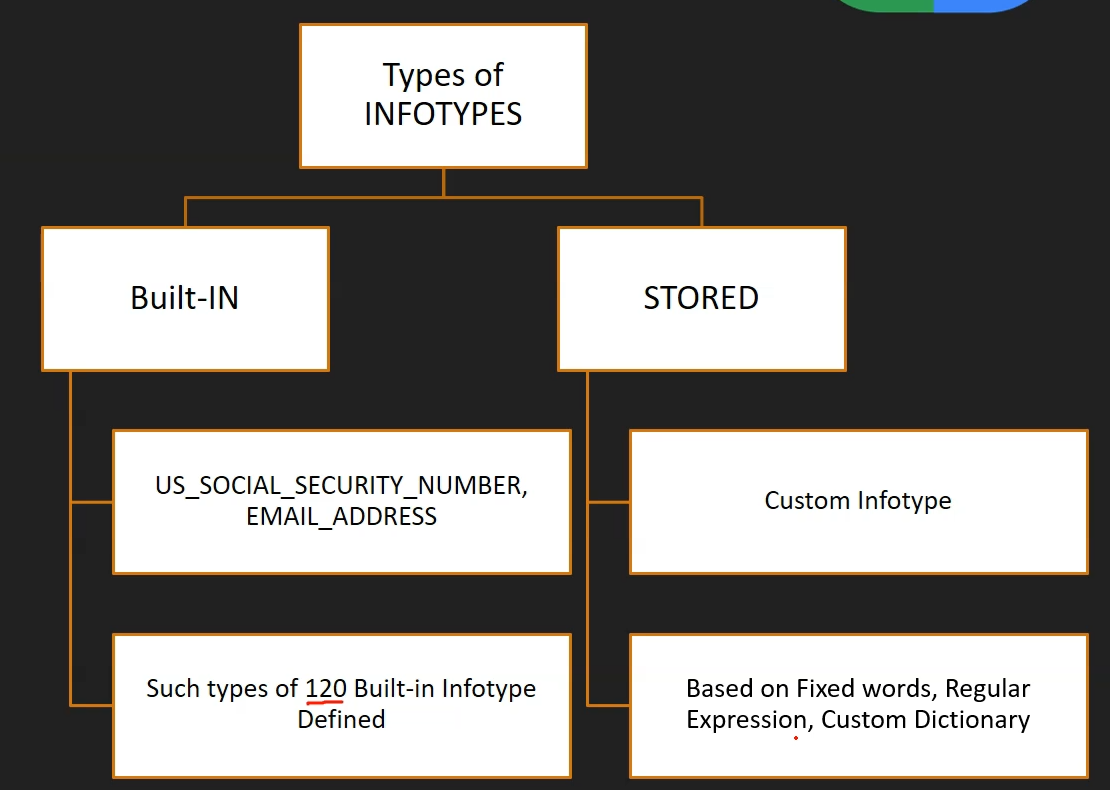 Types of
INFOTYPES
Built-IN
STORED
US_SOCIAL_SECURITY_NUMBER,
EMAIL_ADDRESS
Custom Infotype
Such types of 120 Built-in Infotype
Defined
Based on Fixed words, Regular
Expression, Custom Dictionary